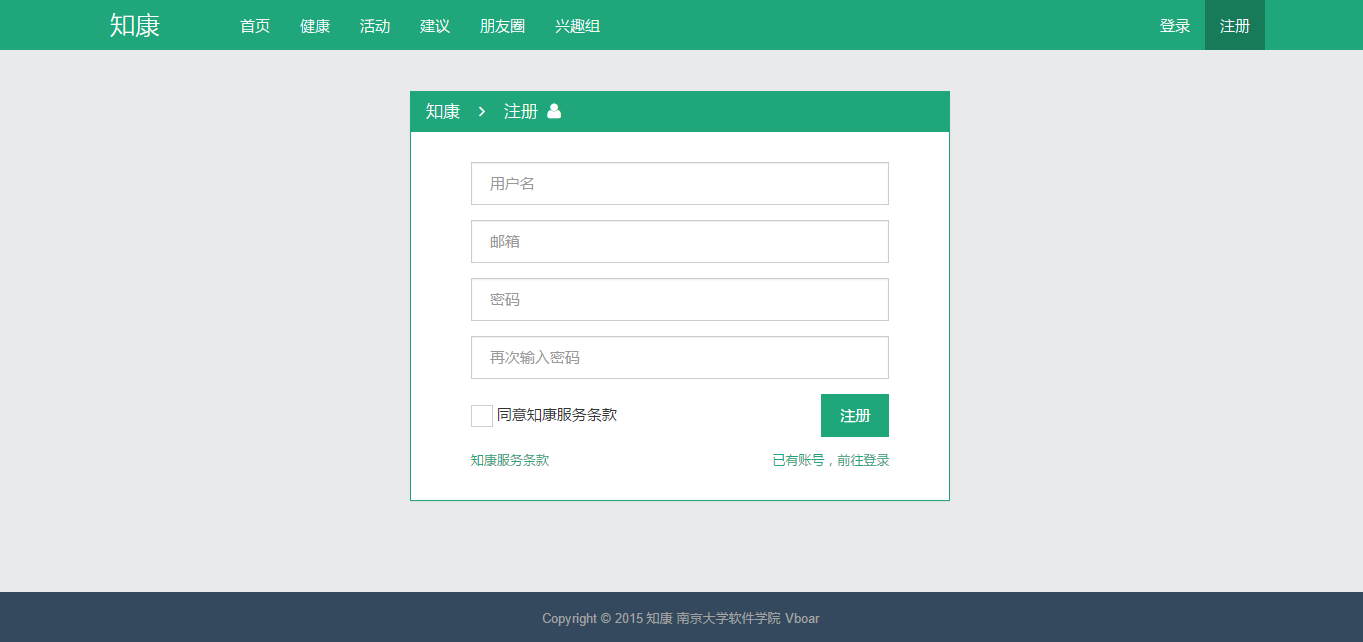 知康 首页 健康 活动 建议 朋友圈 兴趣组 登录 注册
知康 > 注册
用户名
邮箱
密码
再次输入密码
同意知康服务条款 注册
知康服务条款 已有账号，前往登录
Copyright © 2015 知康 南京大学软件学院 Vboar